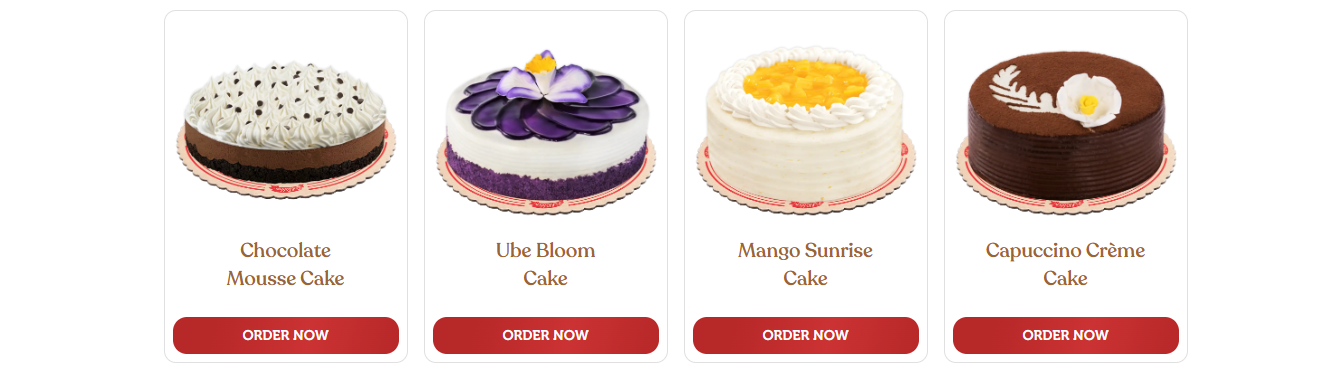 Chocolate
Mousse Cake
Ube Bloom
Cake
Mango Sunrise
Cake
Capuccino Crème
Cake
ORDER NOW
ORDER NOW
ORDER NOW
ORDER NOW